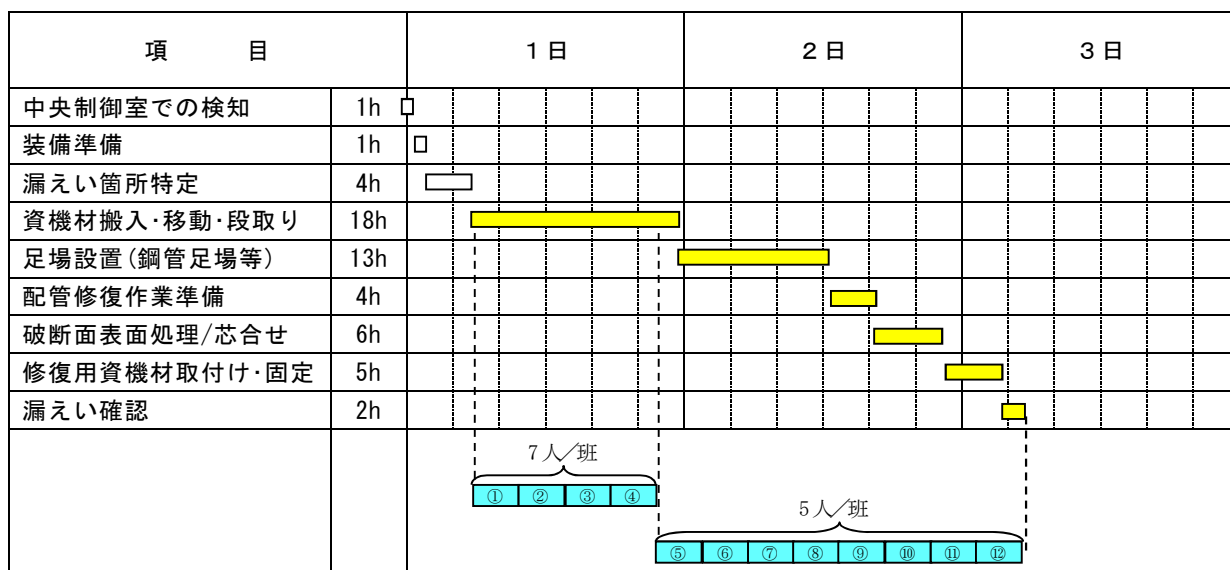 項　目 1日 2日 3日
中央制御室での検知 1h
装備準備 1h
漏えい箇所特定 4h
資機材搬入・移動・段取り 18h
足場設置(鋼管足場等) 13h
配管修復作業準備 4h
破断面表面処理/芯合せ 6h
修復用資機材取付け・固定 5h
漏えい確認 2h
7人／班
① ② ③ ④
5人／班
⑤ ⑥ ⑦ ⑧ ⑨ ⑩ ⑪ ⑫